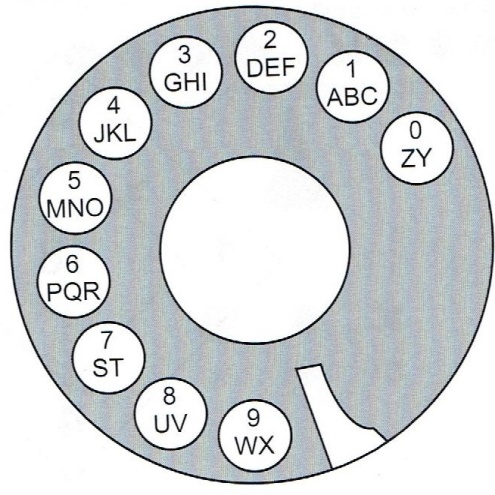 0
ZY
1
ABC
2
DEF
3
GHI
4
JKL
5
MNO
6
PQR
7
ST
8
UV
9
WX